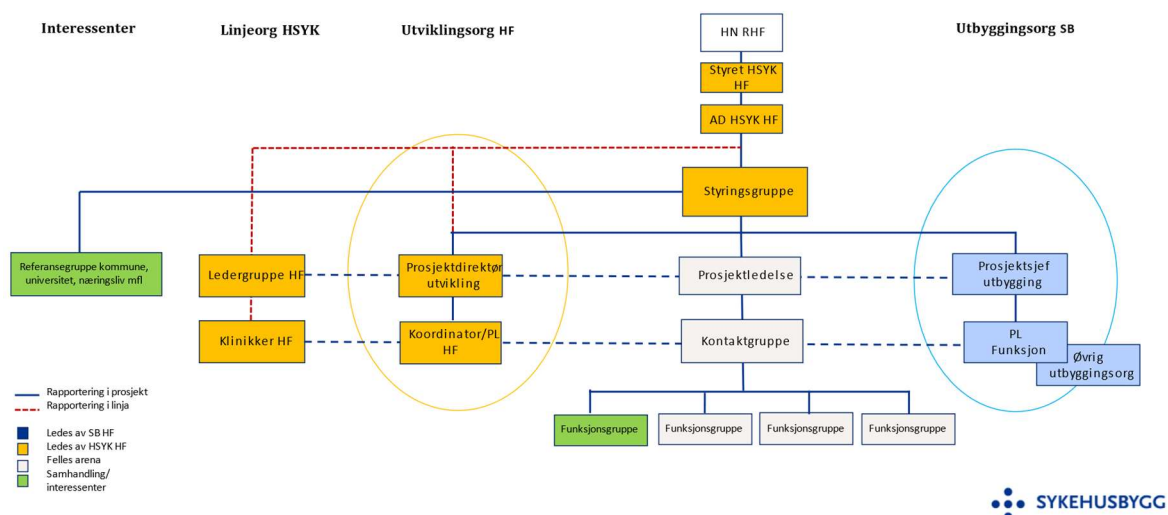 Interessenter
Linjeorg HSYK
Utviklingsorg HF
Utbyggingsorg SB
HN RHF
Styret HSYK
HF
AD HSYK HF
Styringsgruppe
Referansegruppe kommune,
universitet, næringsliv mfl
Ledergruppe HF
Prosjektdirektør
utvikling
Prosjektledelse
Prosjektsjef
utbygging
Klinikker HF
Koordinator/PL
HF
Kontaktgruppe
PL
Funksjon
Øvrig
utbyggingsorg
Funksjonsgruppe
Funksjonsgruppe
Funksjonsgruppe
Funksjonsgruppe
Rapportering i prosjekt
Rapportering i linja
Ledes av SB HF
Ledes av HSYK HF
Felles arena
Samhandling/
interessenter
SYKEHUSBYGG